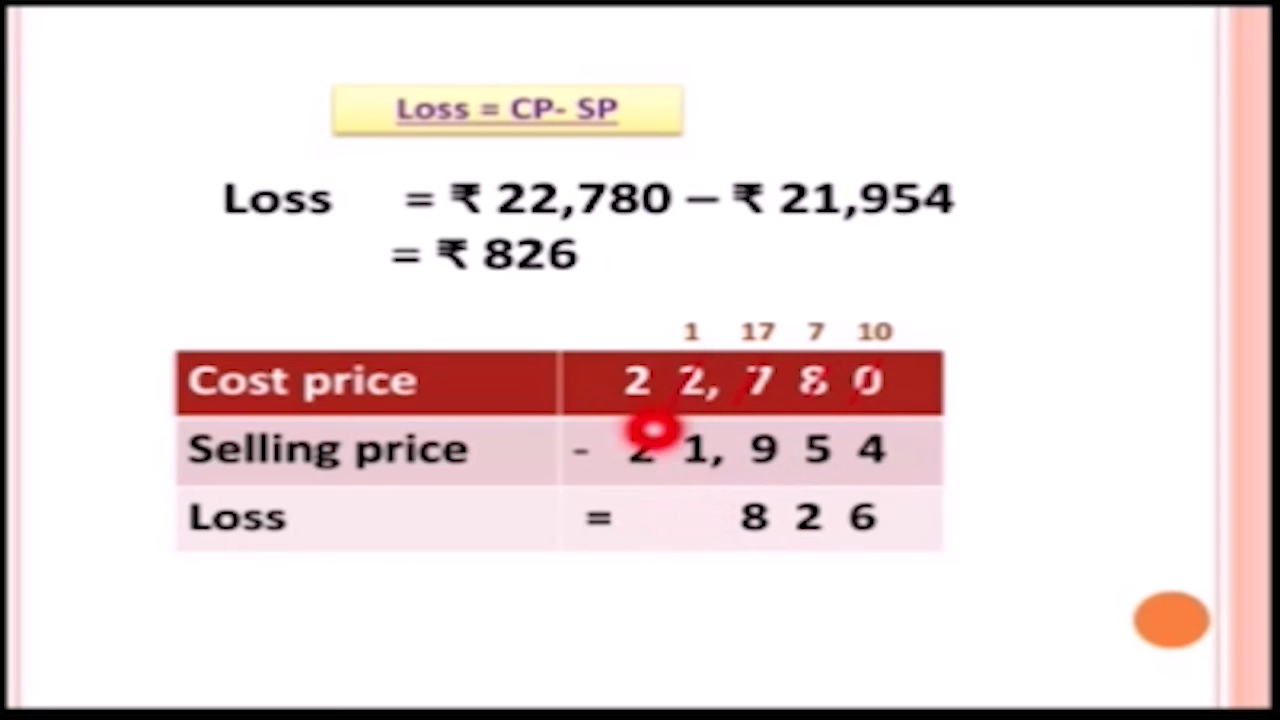 Loss = CP- SP
Loss = ₹ 22,780 – ₹ 21,954
= ₹ 826
1 17 7 10
Cost price 2 2, 7 8 0
Selling price - 2 1, 9 5 4
Loss = 8 2 6